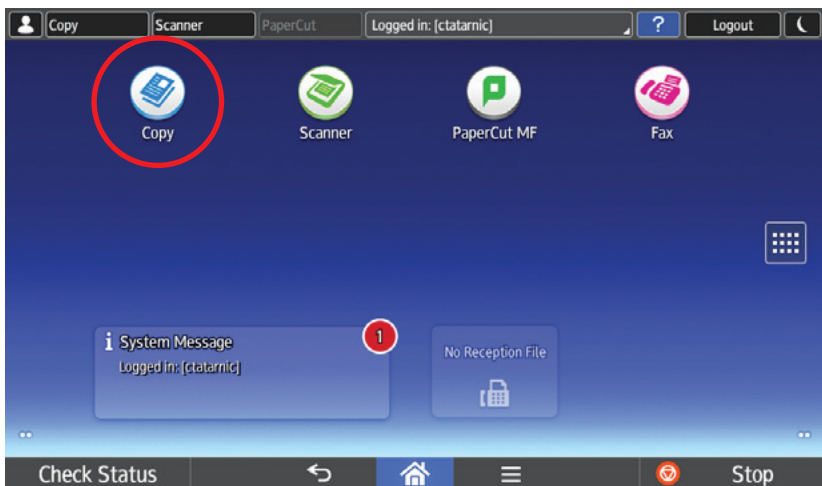 Copy Scanner PaperCut Logged in: [ctatarnic] ? Logout
Copy Scanner PaperCut MF Fax
i System Message 1
Logged in: [ctatarnic]
No Reception File
Check Status Stop